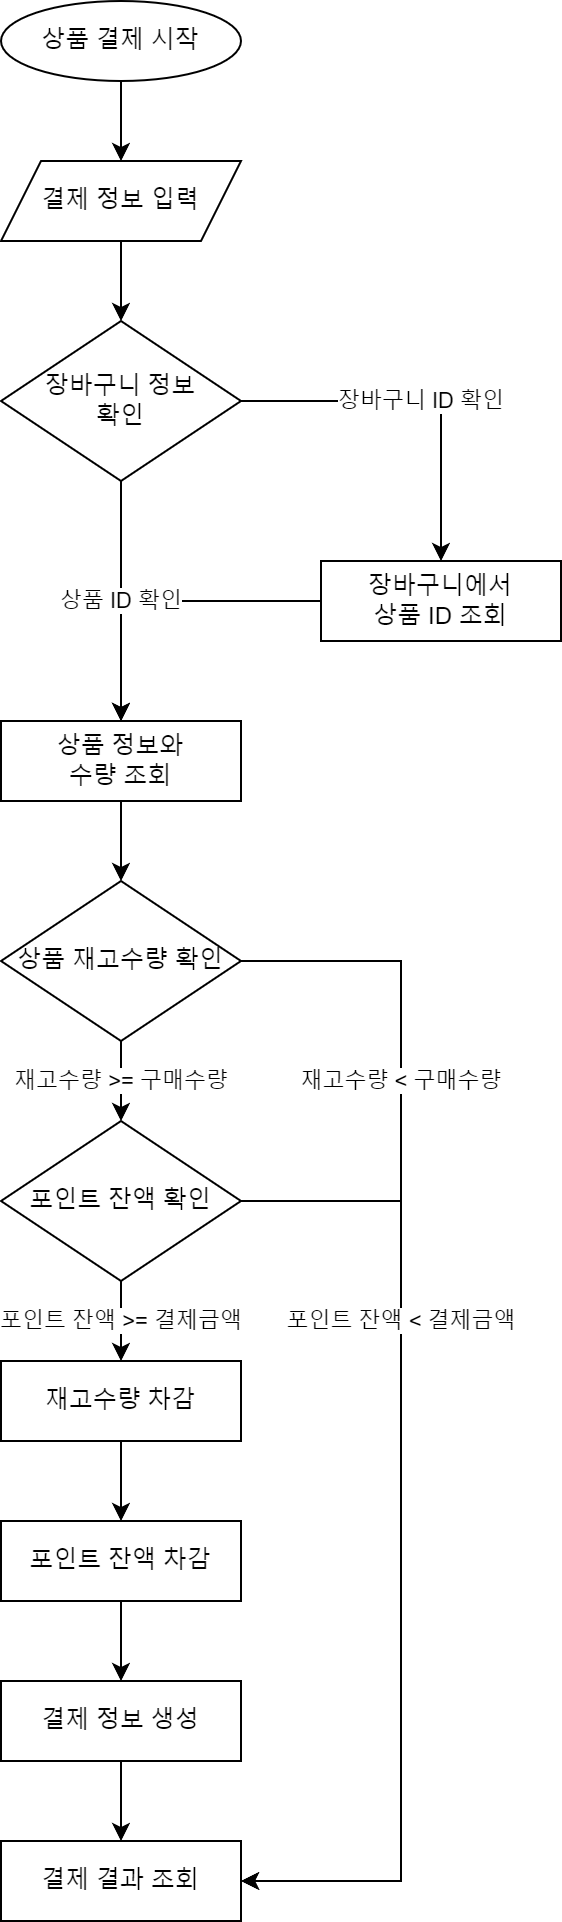 상품 결제 시작
결제 정보 입력
장바구니 정보
확인
장바구니 ID 확인
장바구니에서
상품 ID 조회
상품 ID 확인
상품 정보와
수량 조회
상품 재고수량 확인
재고수량 >= 구매수량
재고수량 < 구매수량
포인트 잔액 확인
포인트 잔액 >= 결제금액
포인트 잔액 < 결제금액
재고수량 차감
포인트 잔액 차감
결제 정보 생성
결제 결과 조회